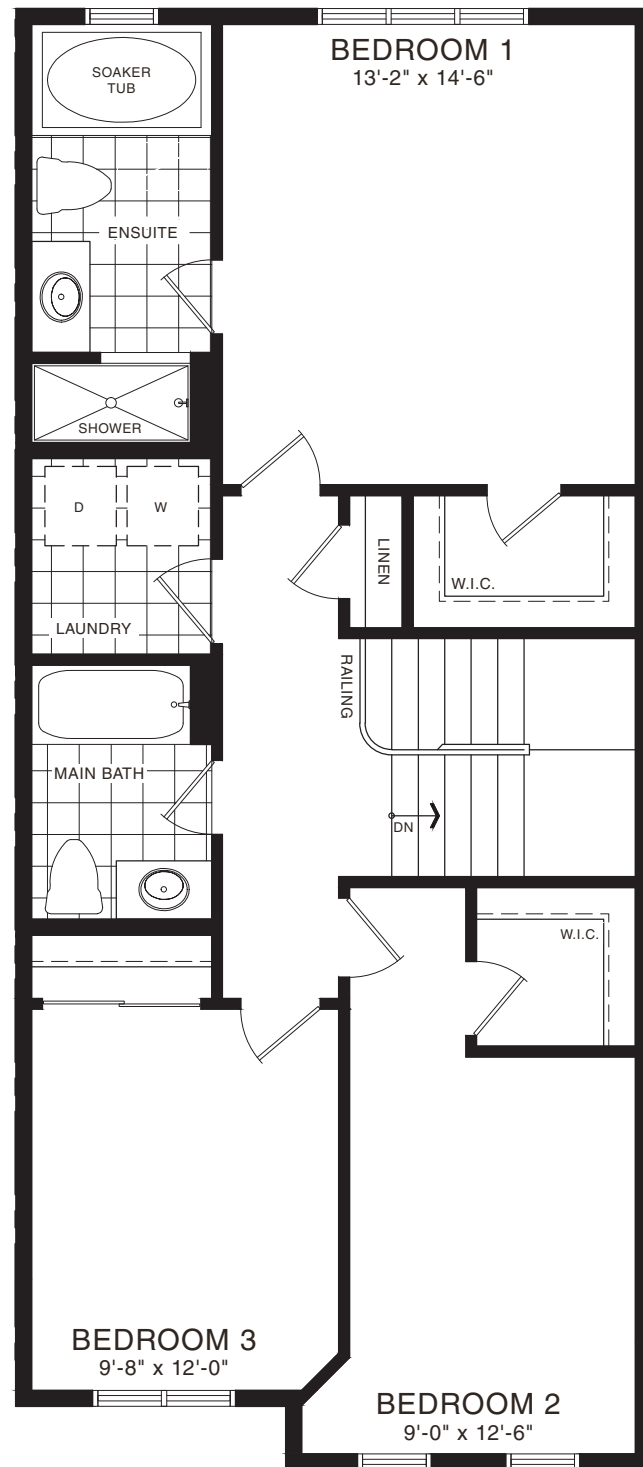 BEDROOM 1
13'-2" x 14'-6"
SOAKER
TUB
ENSUITE
SHOWER
D
W
LAUNDRY
LINEN
W.I.C.
RAILING
MAIN BATH
DN
W.I.C.
BEDROOM 3
9'-8" x 12'-0"
BEDROOM 2
9'-0" x 12'-6"